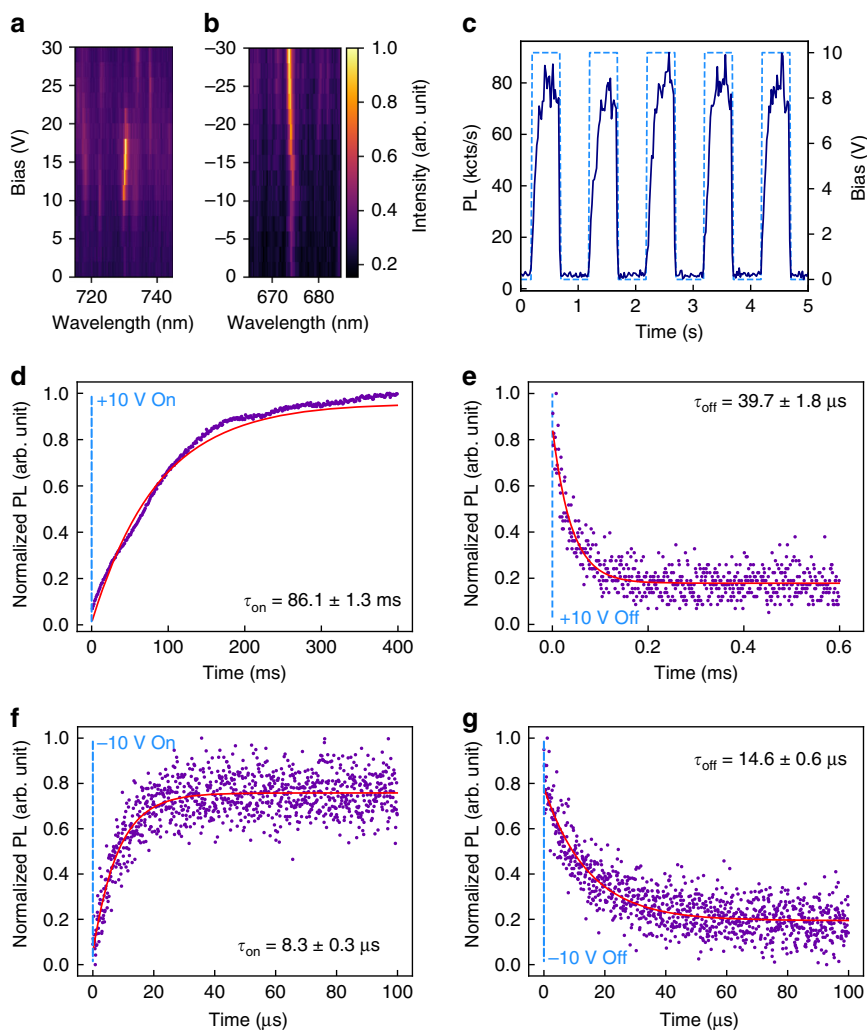 a
b
c
30
25
20
15
10
5
0
Bias (V)
720
740
Wavelength (nm)
–30
–25
–20
–15
–10
–5
0
670
680
Wavelength (nm)
1.0
0.8
0.6
0.4
0.2
Intensity (arb. unit)
80
60
40
20
0
PL (kcts/s)
10
8
6
4
2
0
Bias (V)
0
1
2
3
4
5
Time (s)
d
1.0
0.8
0.6
0.4
0.2
0.0
Normalized PL (arb. unit)
+10 V On
τon = 86.1 ± 1.3 ms
0
100
200
300
400
Time (ms)
e
1.0
0.8
0.6
0.4
0.2
0.0
Normalized PL (arb. unit)
τoff = 39.7 ± 1.8 µs
+10 V Off
0.0
0.2
0.4
0.6
Time (ms)
f
1.0
0.8
0.6
0.4
0.2
0.0
Normalized PL (arb. unit)
–10 V On
τon = 8.3 ± 0.3 µs
0
20
40
60
80
100
Time (µs)
g
1.0
0.8
0.6
0.4
0.2
0.0
Normalized PL (arb. unit)
τoff = 14.6 ± 0.6 µs
–10 V Off
0
20
40
60
80
100
Time (µs)